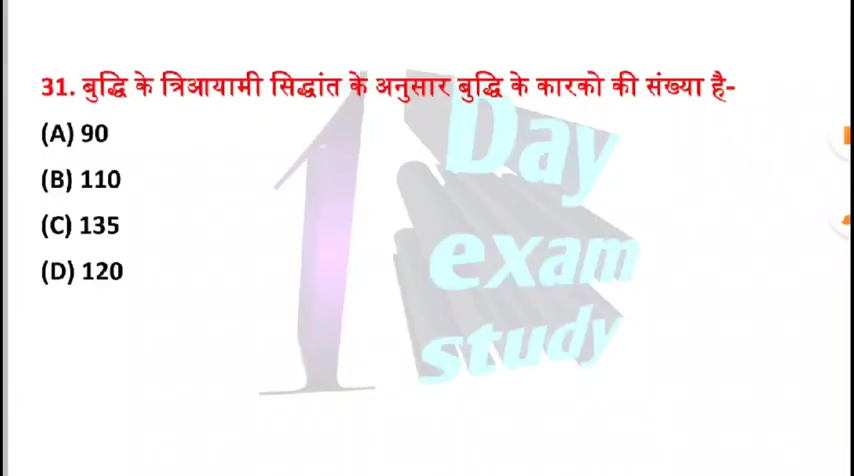 31. बुद्धि के त्रिआयामी सिद्धांत के अनुसार बुद्धि के कारको की संख्या है-
(A) 90
(B) 110
(C) 135
(D) 120
1 Day
exam
study